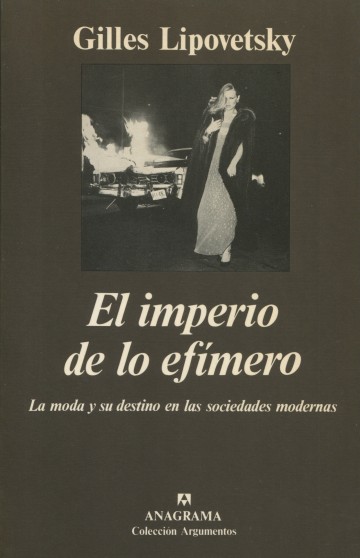 Gilles Lipovetsky
El imperio
de lo efímero
La moda y su destino en las sociedades modernas
ANAGRAMA
Colección Argumentos